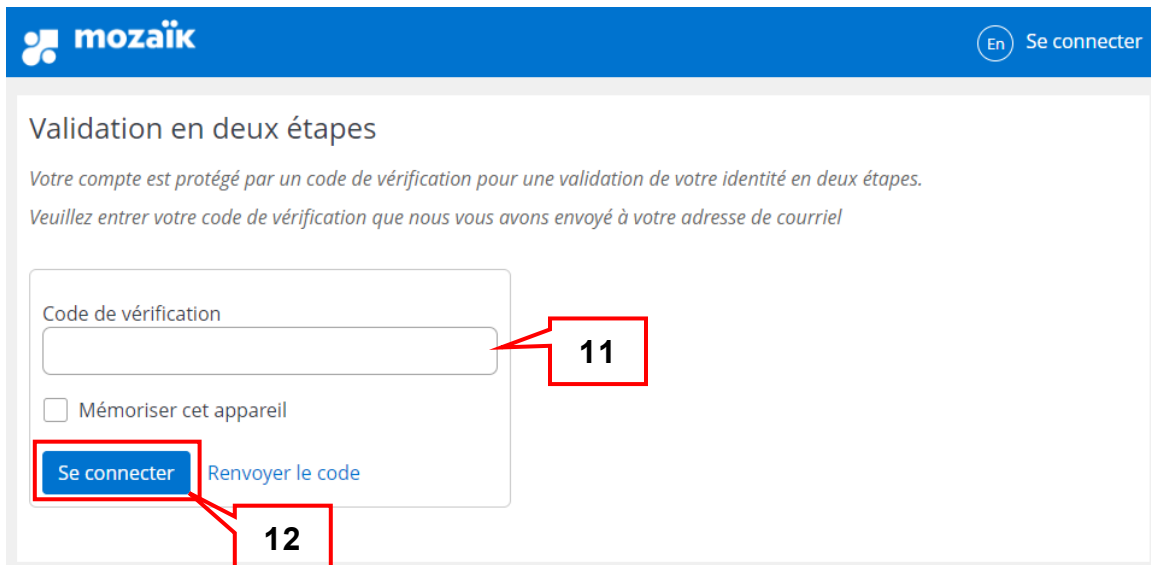 mozaïk
En Se connecter
Validation en deux étapes
Votre compte est protégé par un code de vérification pour une validation de votre identité en deux étapes.
Veuillez entrer votre code de vérification que nous vous avons envoyé à votre adresse de courriel
Code de vérification
11
Mémoriser cet appareil
Se connecter Renvoyer le code
12